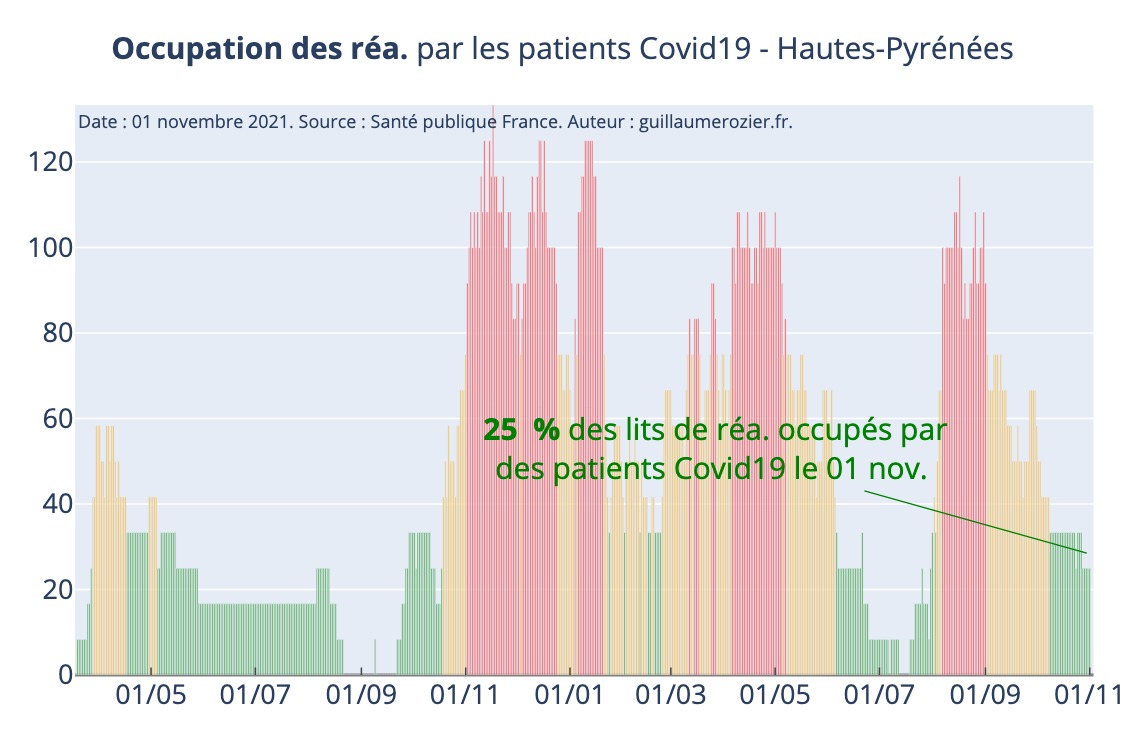 Occupation des réa. par les patients Covid19 - Hautes-Pyrénées
Date : 01 novembre 2021. Source : Santé publique France. Auteur : guillaumerozier.fr.
120
100
80
60
25 % des lits de réa. occupés par
des patients Covid19 le 01 nov.
40
20
0
01/05 01/07 01/09 01/11 01/01 01/03 01/05 01/07 01/09 01/11